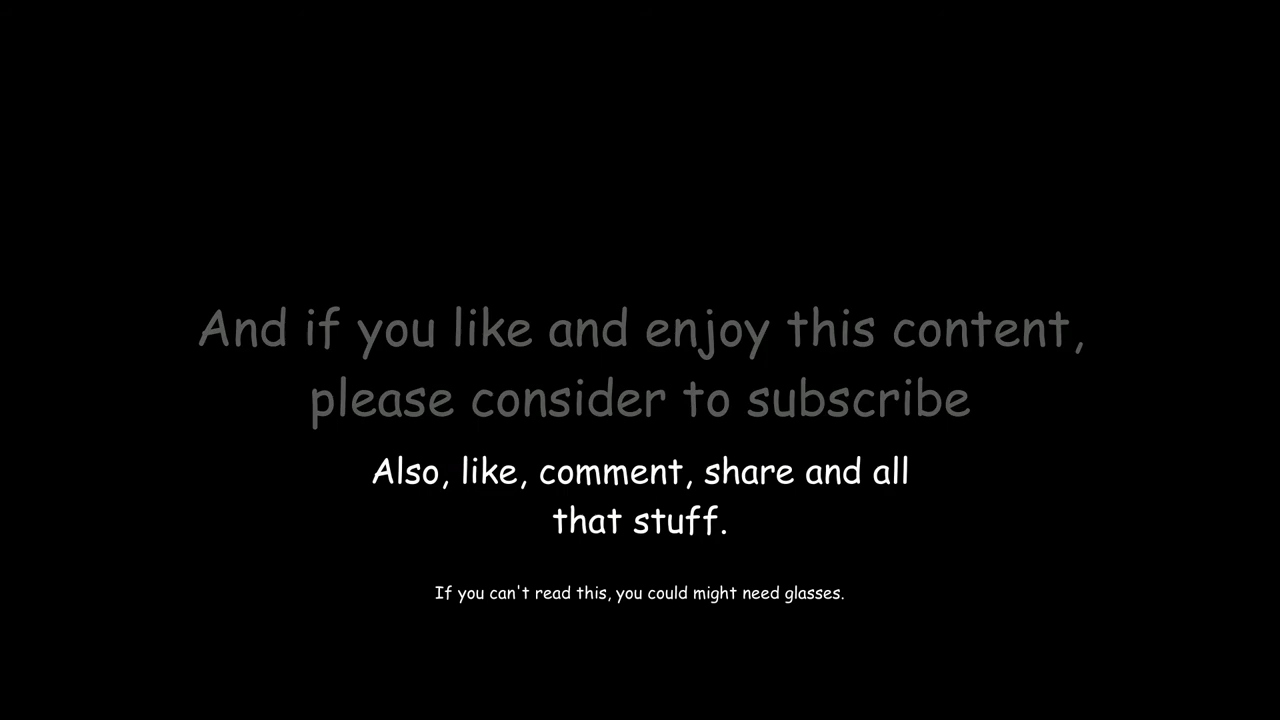 And if you like and enjoy this content,
please consider to subscribe
Also, like, comment, share and all
that stuff.
If you can't read this, you could might need glasses.